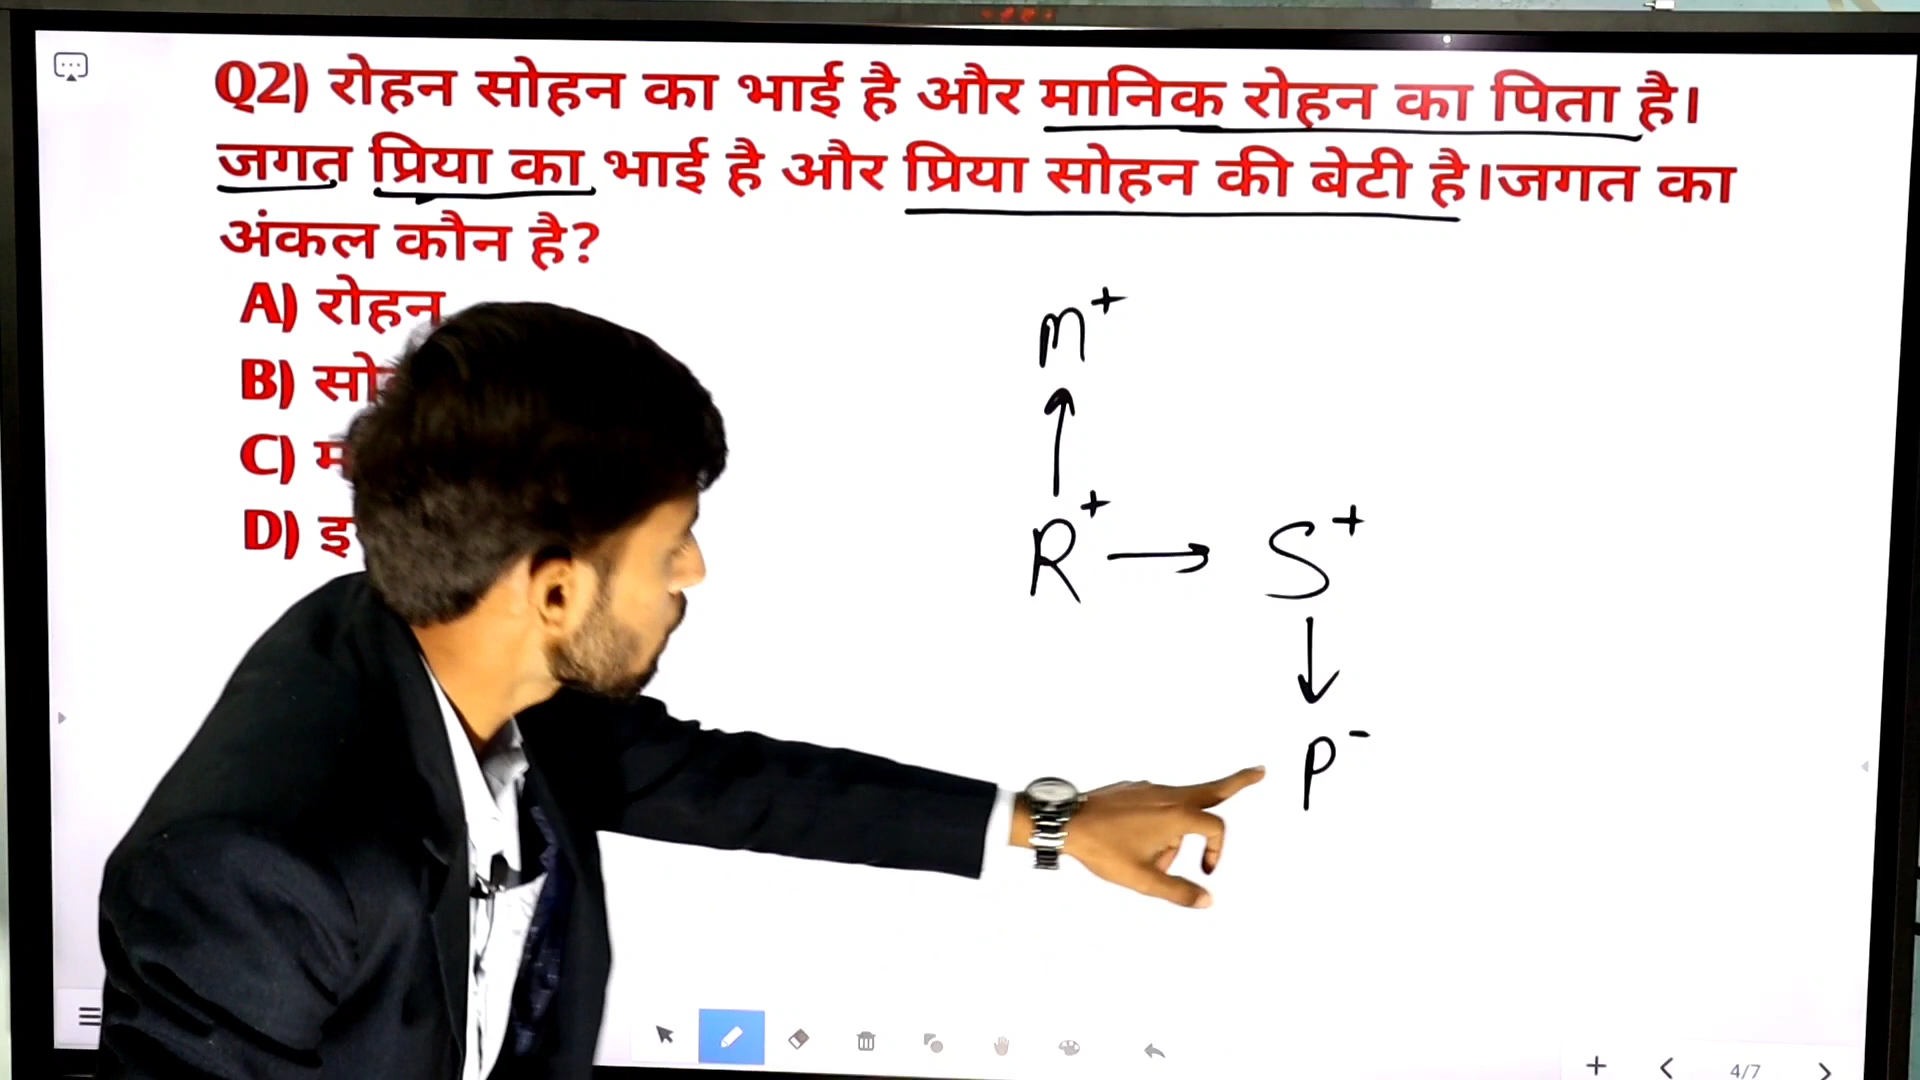 Q2) रोहन सोहन का भाई है और मानिक रोहन का पिता है।
जगत प्रिया का भाई है और प्रिया सोहन की बेटी है।जगत का
अंकल कौन है?
A) रोहन
B)
C)
D)
m+
R+ → S+
P-
4/7